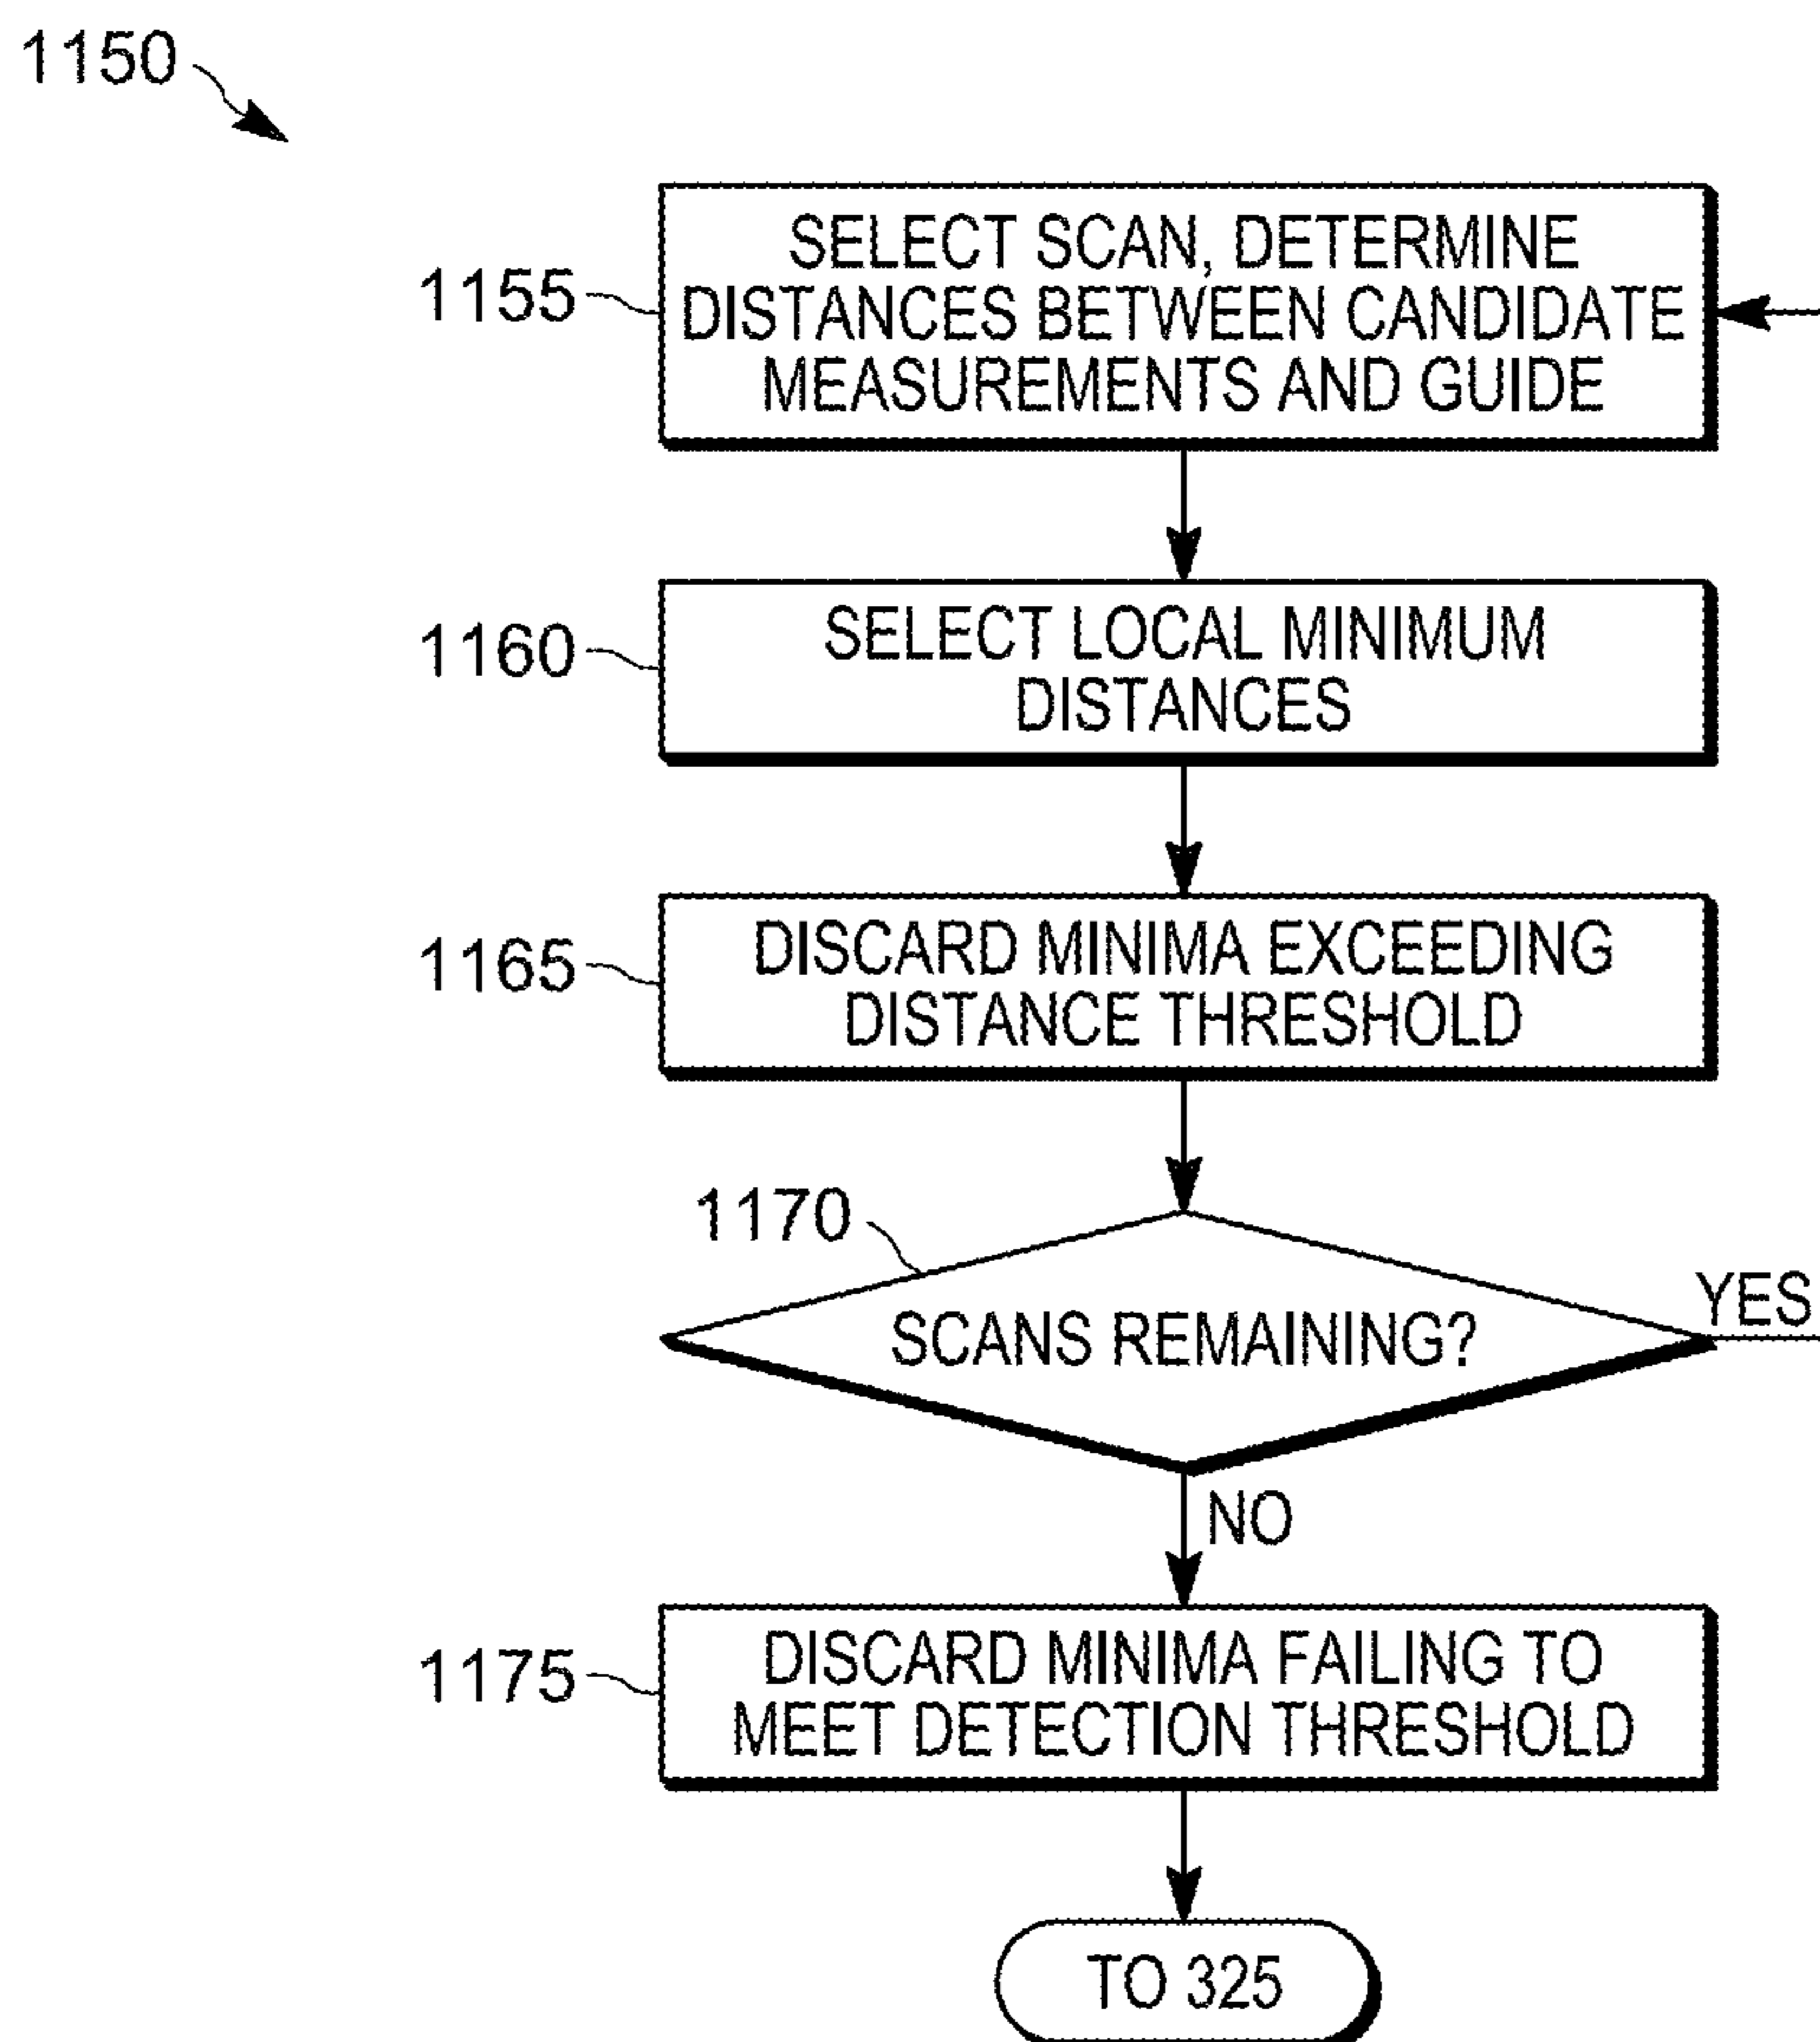 1150
1155
SELECT SCAN, DETERMINE
DISTANCES BETWEEN CANDIDATE
MEASUREMENTS AND GUIDE
1160
SELECT LOCAL MINIMUM
DISTANCES
1165
DISCARD MINIMA EXCEEDING
DISTANCE THRESHOLD
1170
SCANS REMAINING?
YES
NO
1175
DISCARD MINIMA FAILING TO
MEET DETECTION THRESHOLD
TO 325